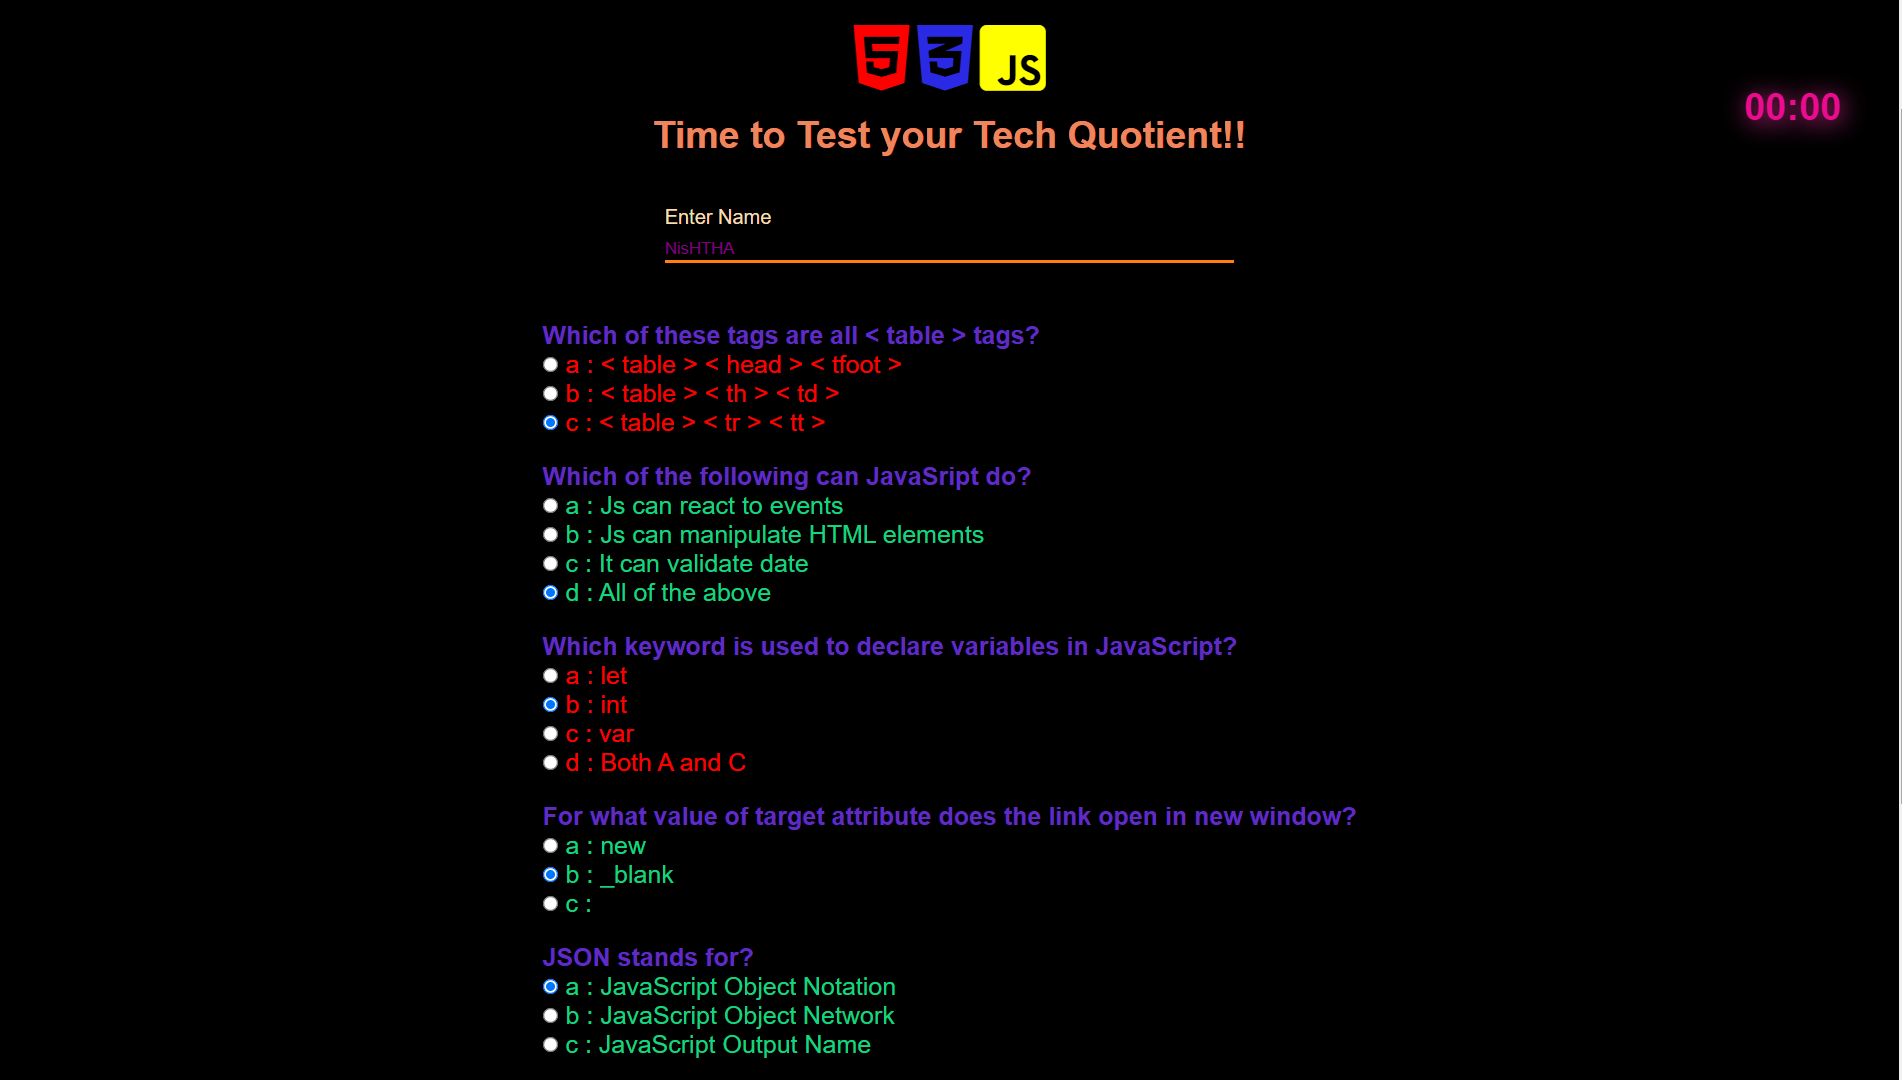 5 3 JS
00:00
Time to Test your Tech Quotient!!
Enter Name
NisHTHA
Which of these tags are all < table > tags?
a : < table > < head > < tfoot >
b : < table > < th > < td >
c : < table > < tr > < tt >
Which of the following can JavaSript do?
a : Js can react to events
b : Js can manipulate HTML elements
c : It can validate date
d : All of the above
Which keyword is used to declare variables in JavaScript?
a : let
b : int
c : var
d : Both A and C
For what value of target attribute does the link open in new window?
a : new
b : _blank
c :
JSON stands for?
a : JavaScript Object Notation
b : JavaScript Object Network
c : JavaScript Output Name